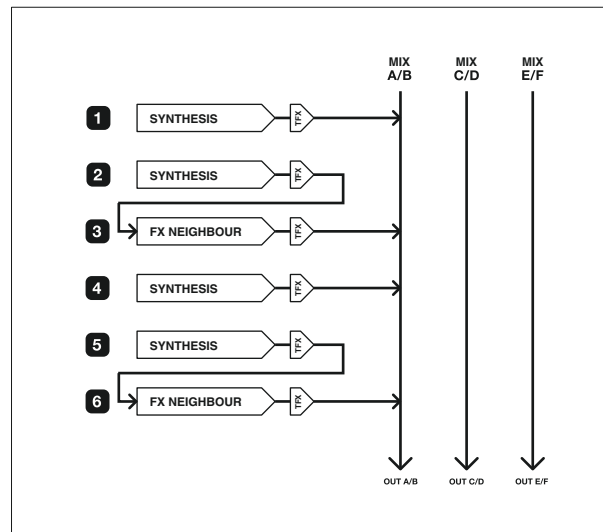 MIX A/B
MIX C/D
MIX E/F
1 SYNTHESIS TFX
2 SYNTHESIS TFX
3 FX NEIGHBOUR TFX
4 SYNTHESIS TFX
5 SYNTHESIS TFX
6 FX NEIGHBOUR TFX
OUT A/B OUT C/D OUT E/F